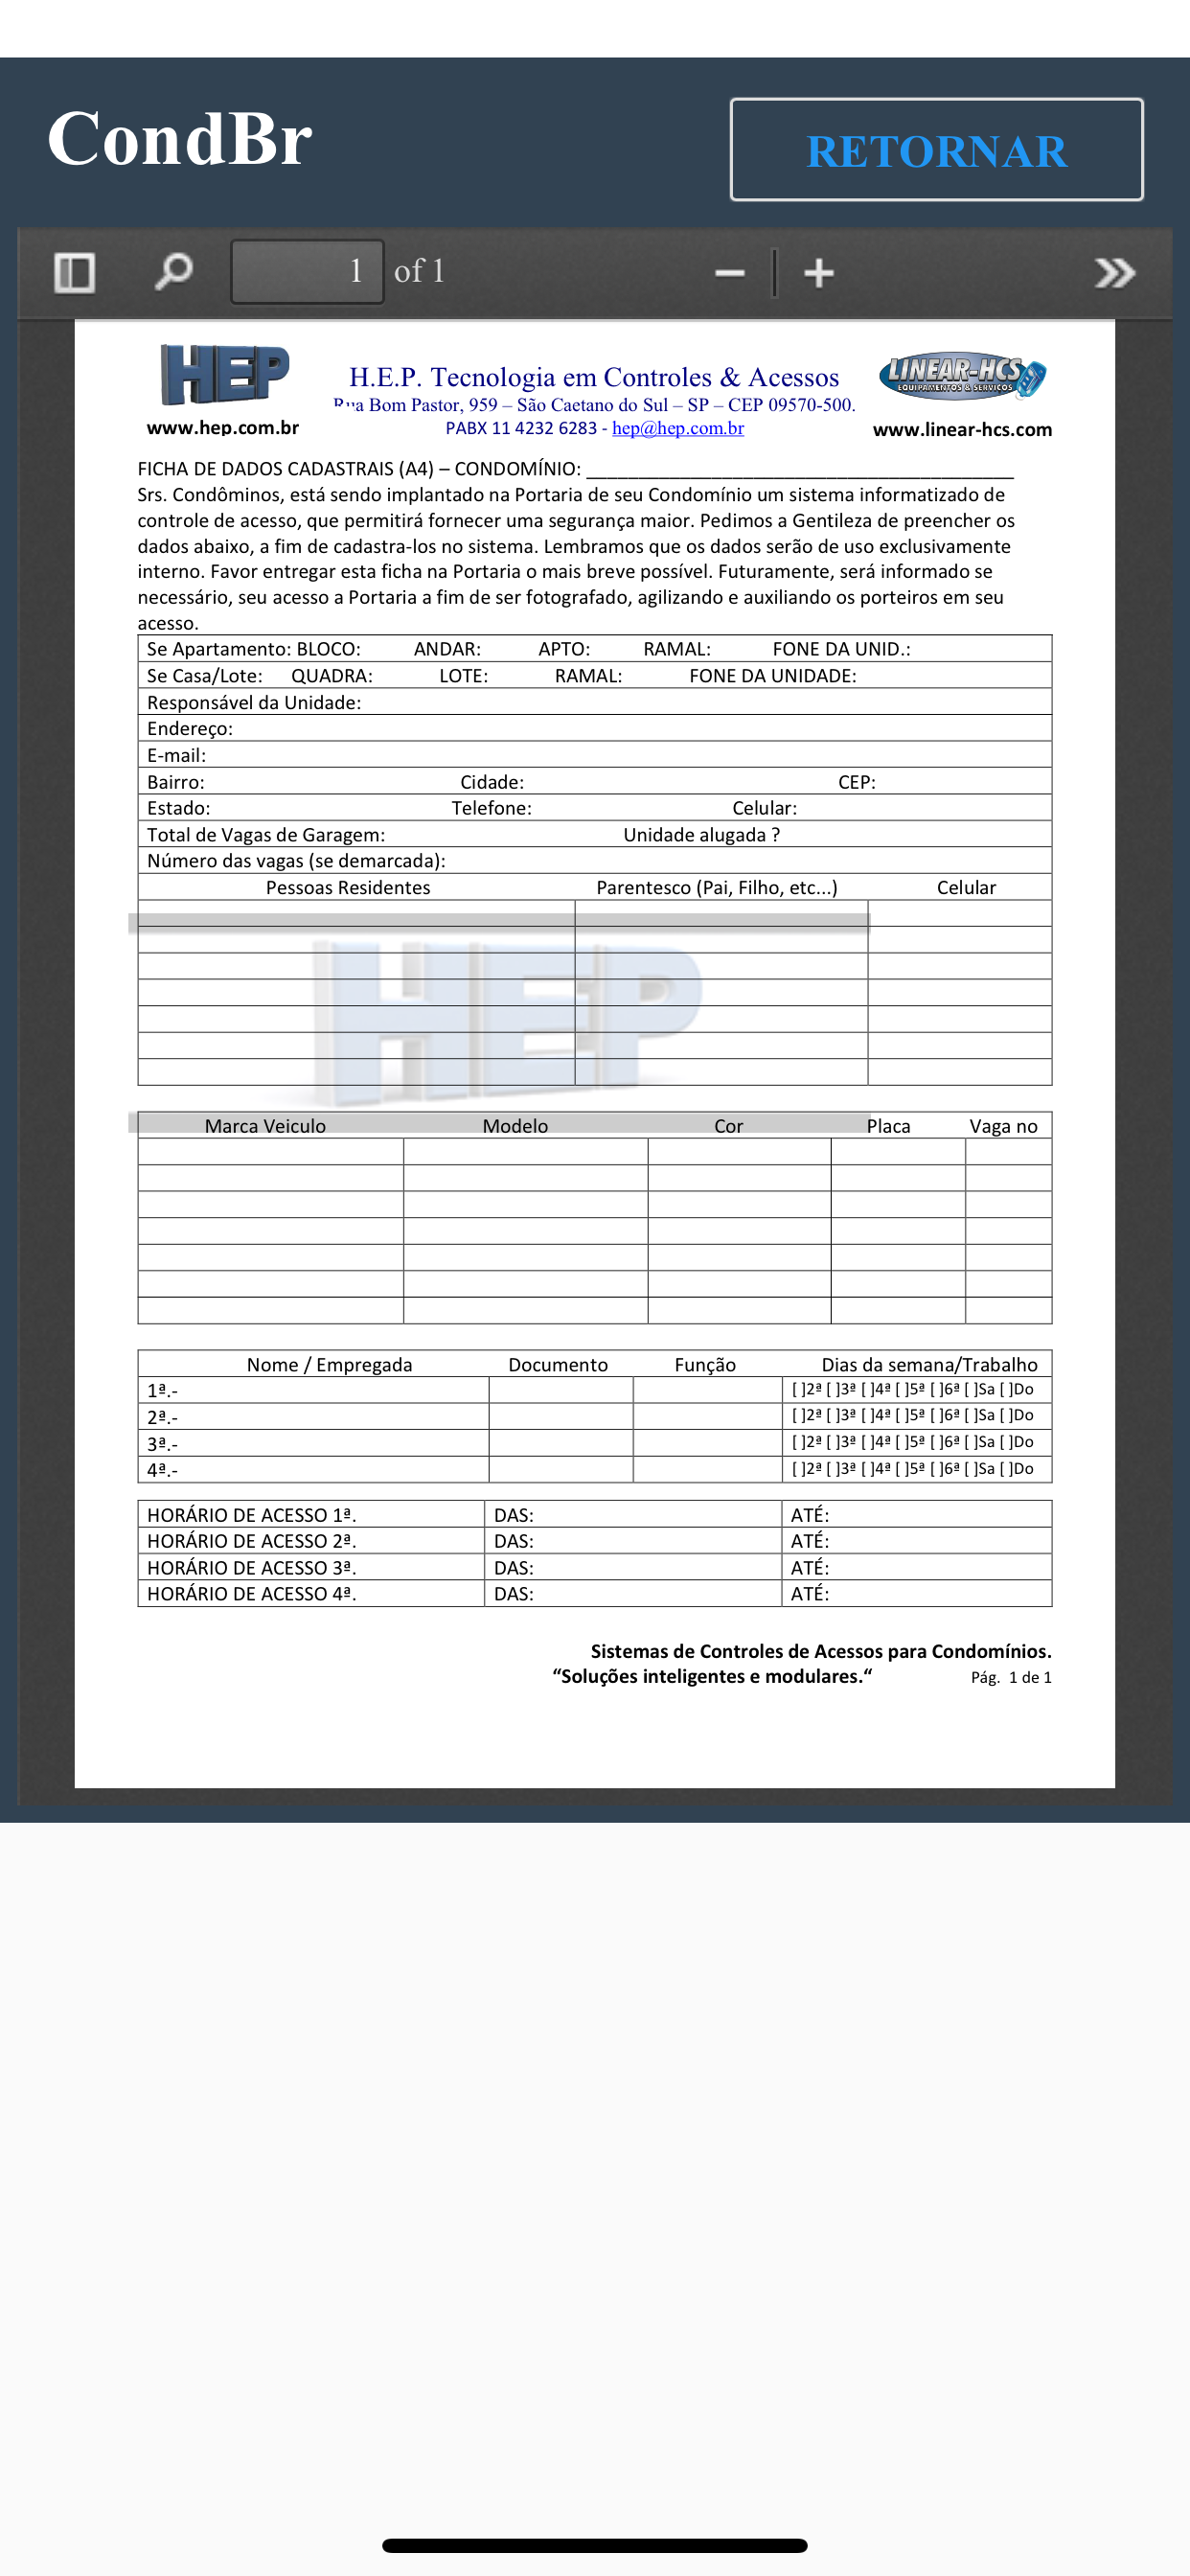 CondBr
RETORNAR
1 of 1
HEP
www.hep.com.br
H.E.P. Tecnologia em Controles & Acessos
Rua Bom Pastor, 959 – São Caetano do Sul – SP – CEP 09570-500.
PABX 11 4232 6283 - hep@hep.com.br
LINEAR-HCS
EQUIPAMENTOS & SERVIÇOS
www.linear-hcs.com
FICHA DE DADOS CADASTRAIS (A4) – CONDOMÍNIO: ________________________________________
Srs. Condôminos, está sendo implantado na Portaria de seu Condomínio um sistema informatizado de
controle de acesso, que permitirá fornecer uma segurança maior. Pedimos a Gentileza de preencher os
dados abaixo, a fim de cadastra-los no sistema. Lembramos que os dados serão de uso exclusivamente
interno. Favor entregar esta ficha na Portaria o mais breve possível. Futuramente, será informado se
necessário, seu acesso a Portaria a fim de ser fotografado, agilizando e auxiliando os porteiros em seu
acesso.
Se Apartamento: BLOCO: ANDAR: APTO: RAMAL: FONE DA UNID.:
Se Casa/Lote: QUADRA: LOTE: RAMAL: FONE DA UNIDADE:
Responsável da Unidade:
Endereço:
E-mail:
Bairro: Cidade: CEP:
Estado: Telefone: Celular:
Total de Vagas de Garagem: Unidade alugada ?
Número das vagas (se demarcada):
Pessoas Residentes Parentesco (Pai, Filho, etc...) Celular
HEP
Marca Veiculo Modelo Cor Placa Vaga no
Nome / Empregada Documento Função Dias da semana/Trabalho
1ª.- [ ]2ª [ ]3ª [ ]4ª [ ]5ª [ ]6ª [ ]Sa [ ]Do
2ª.- [ ]2ª [ ]3ª [ ]4ª [ ]5ª [ ]6ª [ ]Sa [ ]Do
3ª.- [ ]2ª [ ]3ª [ ]4ª [ ]5ª [ ]6ª [ ]Sa [ ]Do
4ª.- [ ]2ª [ ]3ª [ ]4ª [ ]5ª [ ]6ª [ ]Sa [ ]Do
HORÁRIO DE ACESSO 1ª. DAS: ATÉ:
HORÁRIO DE ACESSO 2ª. DAS: ATÉ:
HORÁRIO DE ACESSO 3ª. DAS: ATÉ:
HORÁRIO DE ACESSO 4ª. DAS: ATÉ:
Sistemas de Controles de Acessos para Condomínios.
“Soluções inteligentes e modulares.“ Pág. 1 de 1